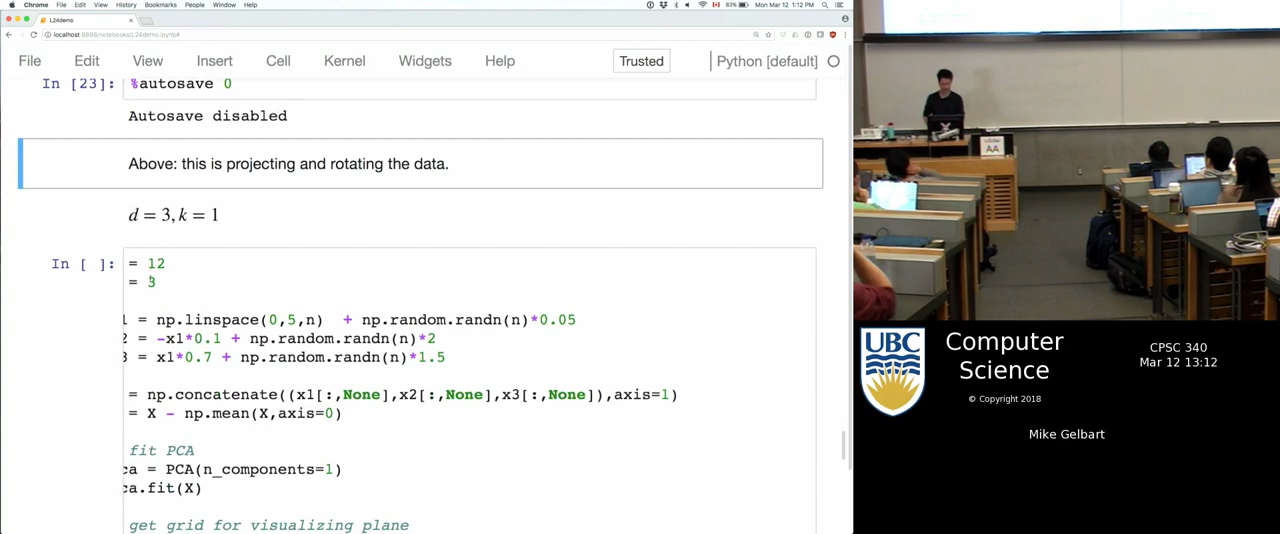 Chrome File Edit View History Bookmarks People Window Help
83% Mon Mar 12 1:12 PM
L24demo
localhost:8888/notebooks/L24demo.ipynb#
File Edit View Insert Cell Kernel Widgets Help Trusted Python [default]
In [23]: %autosave 0
Autosave disabled
Above: this is projecting and rotating the data.
d = 3, k = 1
In [ ]: = 12
= 3
1 = np.linspace(0,5,n) + np.random.randn(n)*0.05
2 = -x1*0.1 + np.random.randn(n)*2
3 = x1*0.7 + np.random.randn(n)*1.5
= np.concatenate((x1[:,None],x2[:,None],x3[:,None]),axis=1)
= X - np.mean(X,axis=0)
fit PCA
ca = PCA(n_components=1)
ca.fit(X)
get grid for visualizing plane
AA
UBC
Computer
Science
© Copyright 2018
CPSC 340
Mar 12 13:12
Mike Gelbart